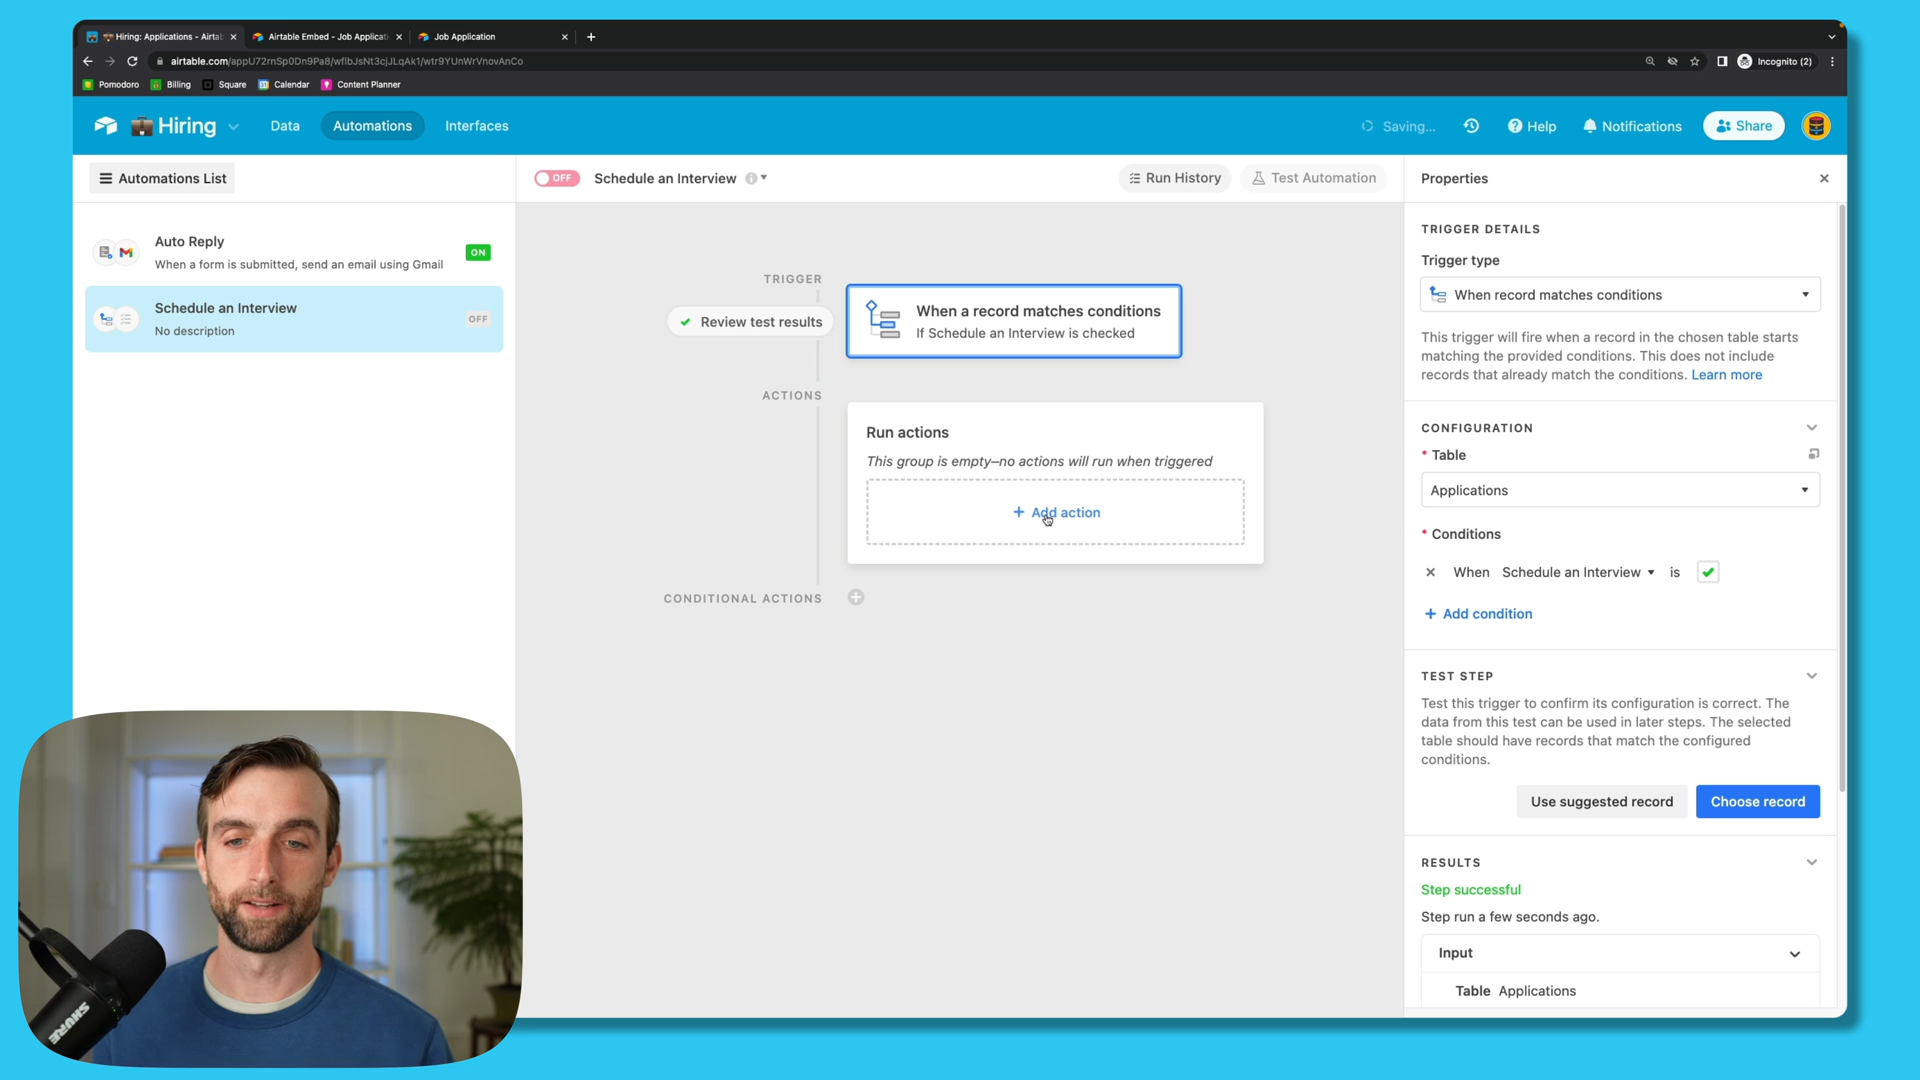 Hiring: Applications - Airtab
Airtable Embed - Job Applicati
Job Application
airtable.com/appU72rnSp0Dn9Pa8/wflbJsNt3cjJLqAk1/wtr9YUnWrVnovAnCo
Incognito (2)
Pomodoro
Billing
Square
Calendar
Content Planner
Hiring
Data
Automations
Interfaces
Saving...
Help
Notifications
Share
Automations List
OFF
Schedule an Interview
Run History
Test Automation
Properties
Auto Reply
When a form is submitted, send an email using Gmail
ON
Schedule an Interview
No description
OFF
TRIGGER
Review test results
When a record matches conditions
If Schedule an Interview is checked
ACTIONS
Run actions
This group is empty—no actions will run when triggered
+ Add action
CONDITIONAL ACTIONS
TRIGGER DETAILS
Trigger type
When record matches conditions
This trigger will fire when a record in the chosen table starts
matching the provided conditions. This does not include
records that already match the conditions. Learn more
CONFIGURATION
* Table
Applications
* Conditions
When Schedule an Interview is
+ Add condition
TEST STEP
Test this trigger to confirm its configuration is correct. The
data from this test can be used in later steps. The selected
table should have records that match the configured
conditions.
Use suggested record
Choose record
RESULTS
Step successful
Step run a few seconds ago.
Input
Table Applications
SHURE